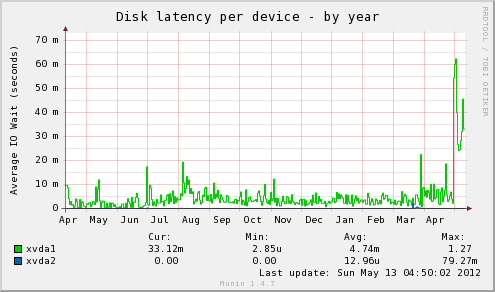 Disk latency per device - by year
RRDTOOL / TOBI OETIKER
Average IO Wait (seconds)
70 m
60 m
50 m
40 m
30 m
20 m
10 m
0
Apr May Jun Jul Aug Sep Oct Nov Dec Jan Feb Mar Apr
Cur: Min: Avg: Max:
xvda1 33.12m 2.85u 4.74m 1.27
xvda2 0.00 0.00 12.96u 79.27m
Last update: Sun May 13 04:50:02 2012
Munin 1.4.7